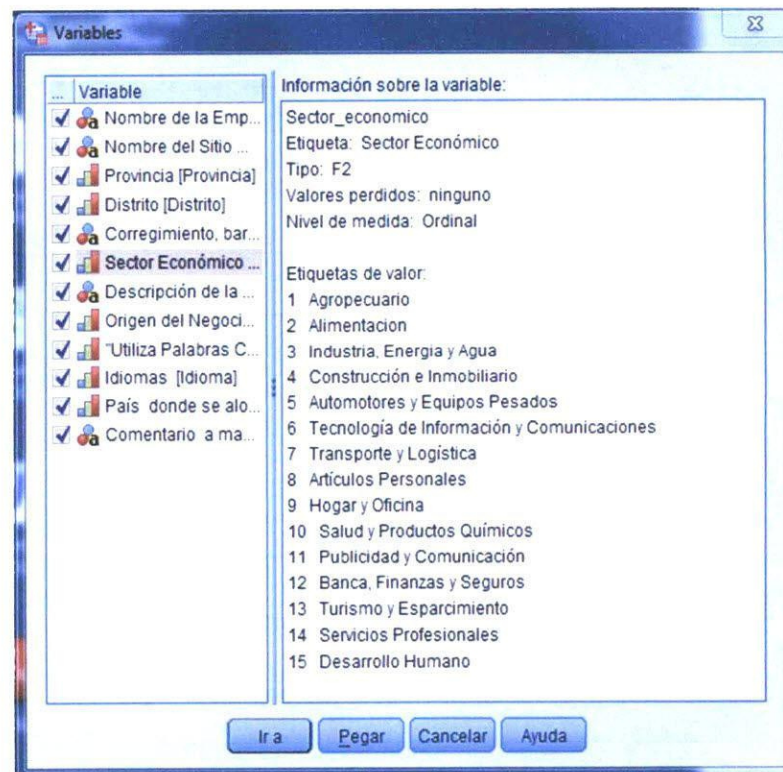 Variables
... Variable
Nombre de la Emp...
Nombre del Sitio ...
Provincia [Provincia]
Distrito [Distrito]
Corregimiento, bar...
Sector Económico ...
Descripción de la ...
Origen del Negoci...
"Utiliza Palabras C...
Idiomas [Idioma]
País donde se alo...
Comentario a ma...
Información sobre la variable:
Sector_economico
Etiqueta: Sector Económico
Tipo: F2
Valores perdidos: ninguno
Nivel de medida: Ordinal
Etiquetas de valor:
1 Agropecuario
2 Alimentacion
3 Industria, Energia y Agua
4 Construcción e Inmobiliario
5 Automotores y Equipos Pesados
6 Tecnología de Información y Comunicaciones
7 Transporte y Logística
8 Artículos Personales
9 Hogar y Oficina
10 Salud y Productos Químicos
11 Publicidad y Comunicación
12 Banca, Finanzas y Seguros
13 Turismo y Esparcimiento
14 Servicios Profesionales
15 Desarrollo Humano
Ir a Pegar Cancelar Ayuda